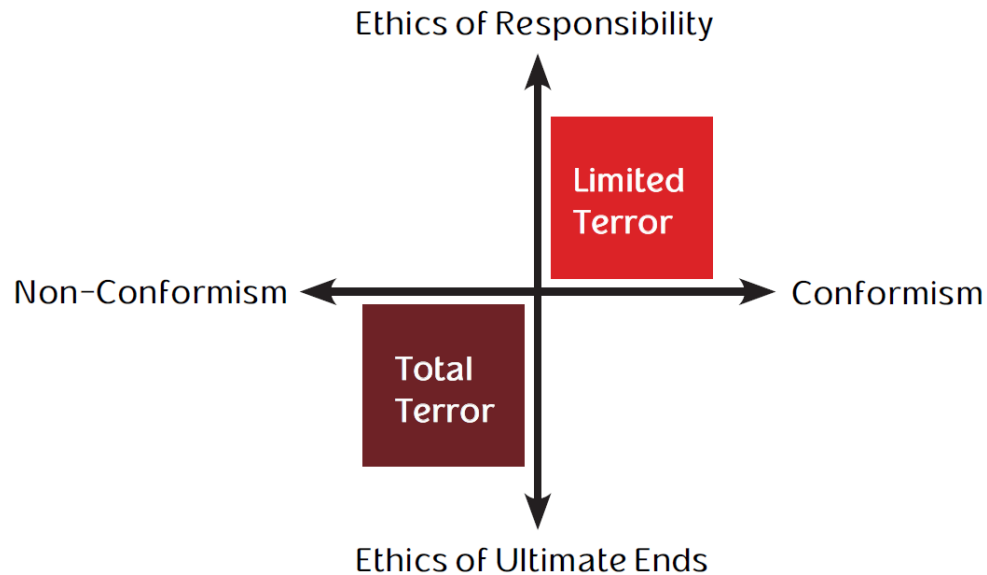 Ethics of Responsibility
Limited
Terror
Non-Conformism
Conformism
Total
Terror
Ethics of Ultimate Ends